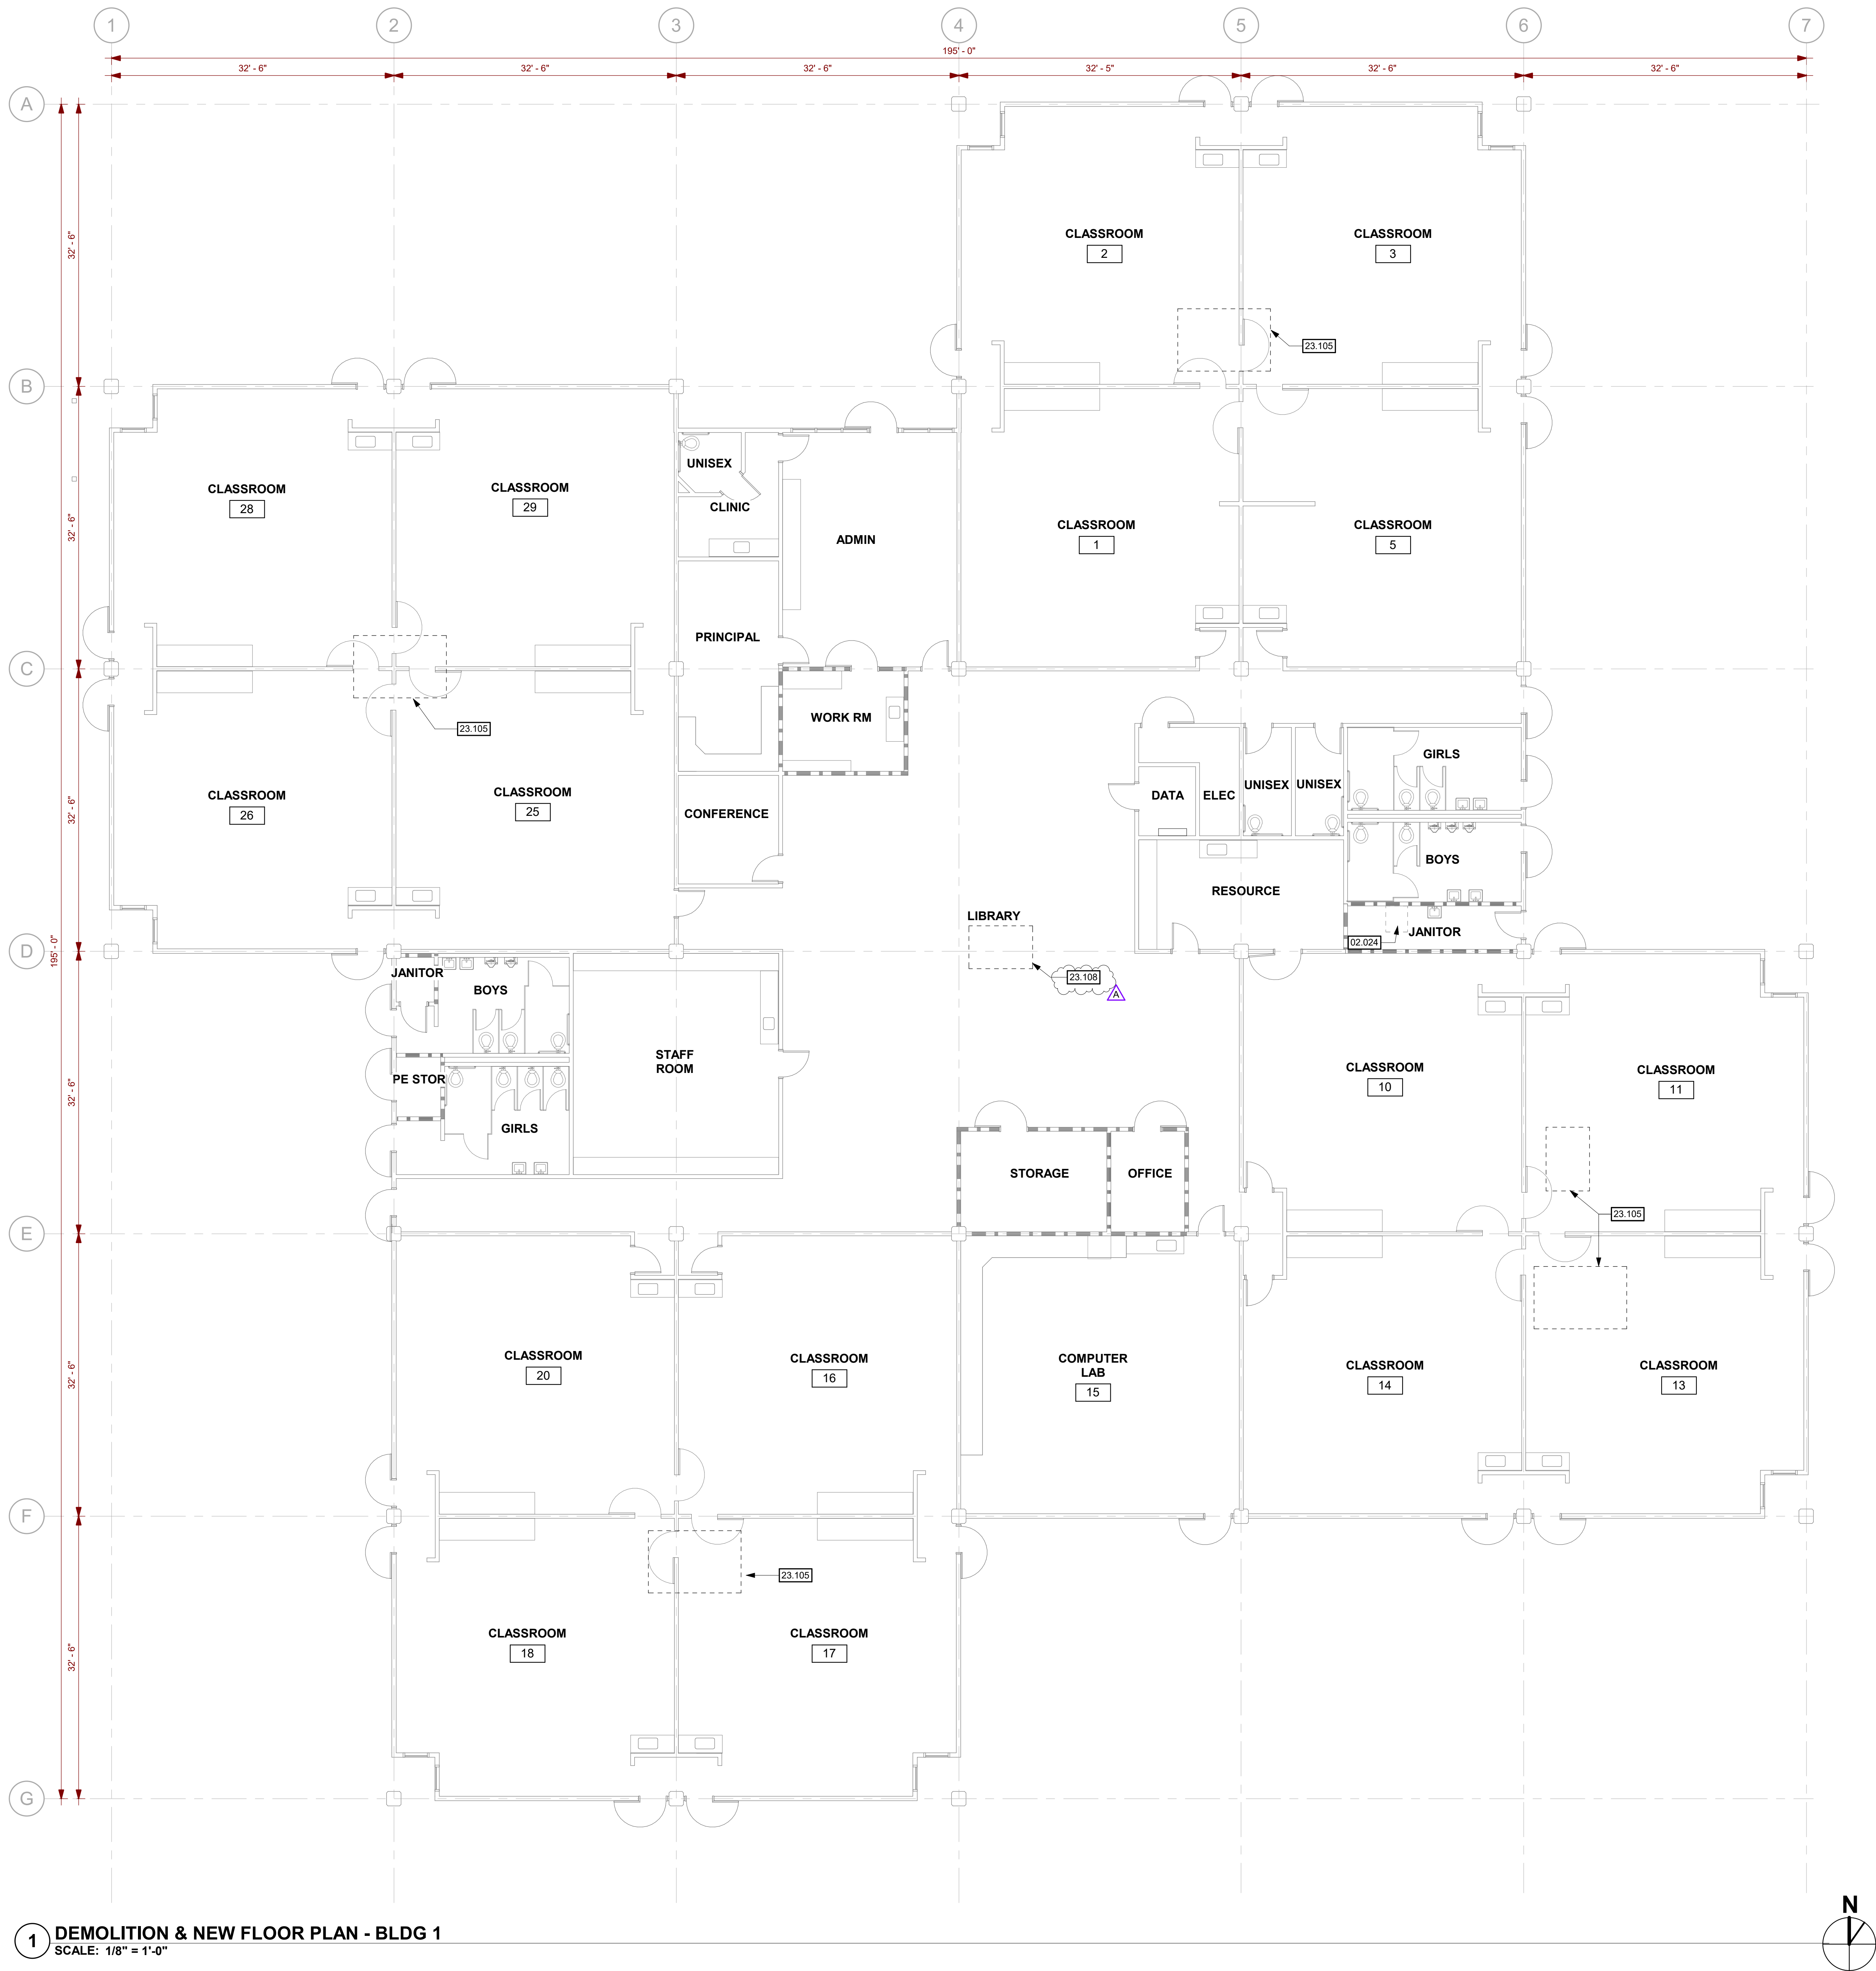 1 2 3 4 5 6 7
195' - 0"
32' - 6" 32' - 6" 32' - 6" 32' - 5" 32' - 6" 32' - 6"
A
32' - 6"
CLASSROOM
2
CLASSROOM
3
23.105
B
32' - 6"
CLASSROOM
28
CLASSROOM
29
UNISEX
CLINIC
ADMIN
PRINCIPAL
CLASSROOM
1
CLASSROOM
5
C
32' - 6"
23.105
WORK RM
CLASSROOM
26
CLASSROOM
25
CONFERENCE
DATA
ELEC
UNISEX
UNISEX
GIRLS
BOYS
RESOURCE
LIBRARY
JANITOR
02.024
D
195' - 0"
23.108
A
JANITOR
BOYS
32' - 6"
STAFF
ROOM
PE STOR
GIRLS
CLASSROOM
10
CLASSROOM
11
STORAGE
OFFICE
23.105
E
32' - 6"
CLASSROOM
20
CLASSROOM
16
COMPUTER
LAB
15
CLASSROOM
14
CLASSROOM
13
F
23.105
32' - 6"
CLASSROOM
18
CLASSROOM
17
G
N
1
DEMOLITION & NEW FLOOR PLAN - BLDG 1
SCALE: 1/8" = 1'-0"